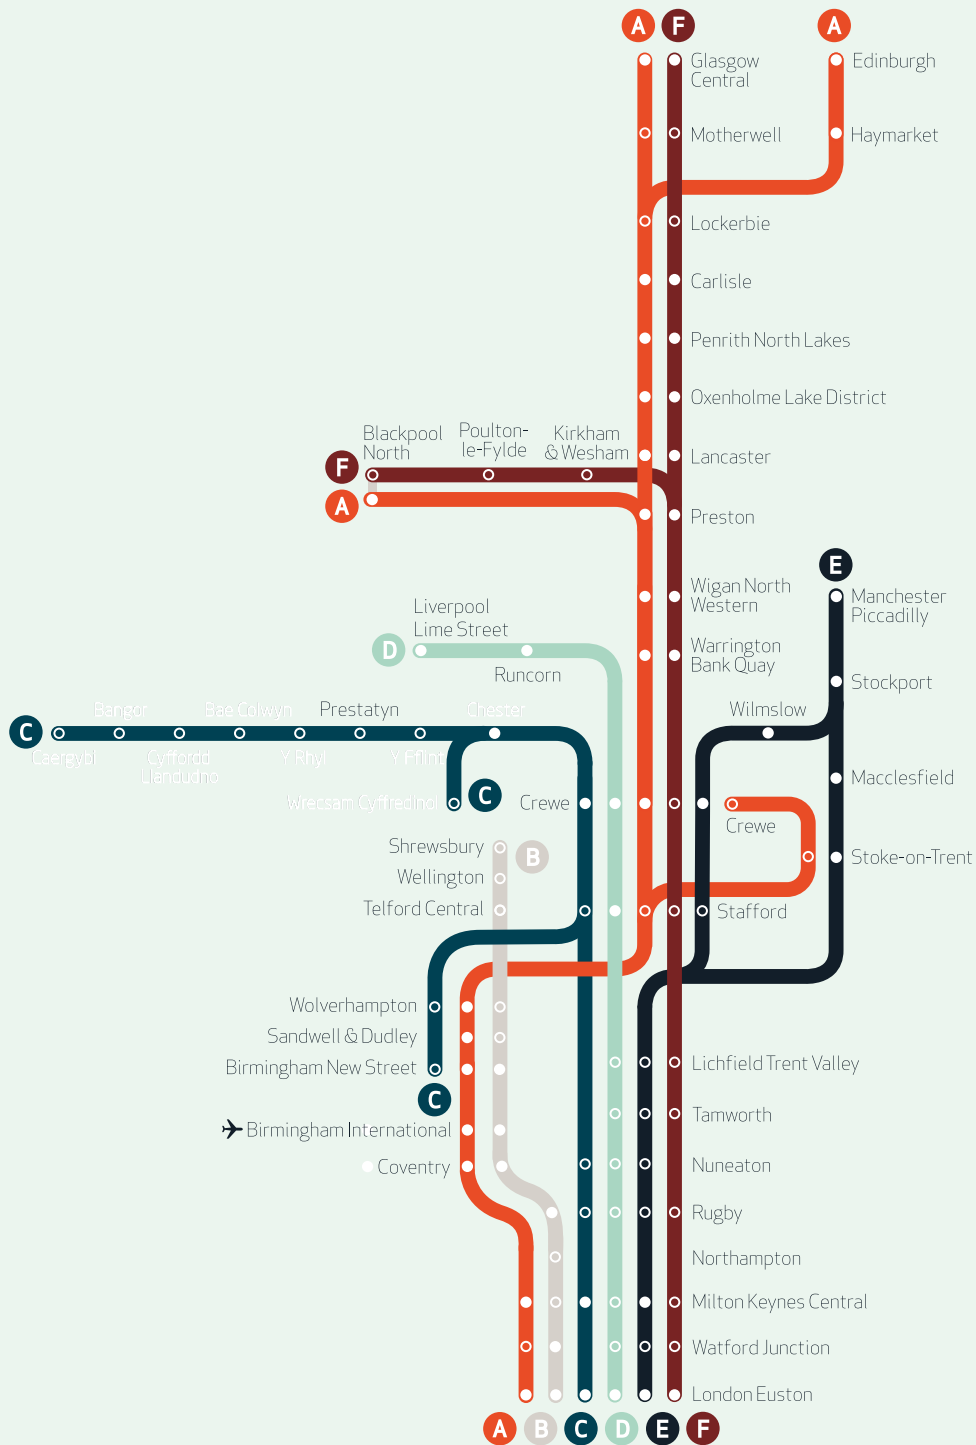 A
F
A
Glasgow
Central
Edinburgh
Motherwell
Haymarket
Lockerbie
Carlisle
Penrith North Lakes
Oxenholme Lake District
Blackpool
North
Poulton-
le-Fylde
Kirkham
& Wesham
Lancaster
F
A
Preston
E
Wigan North
Western
Manchester
Piccadilly
Liverpool
Lime Street
D
Runcorn
Warrington
Bank Quay
Stockport
Bangor
Bae Colwyn
Prestatyn
Chester
Wilmslow
C
Caergybi
Cyffordd
Llandudno
Y Rhyl
Y Fflint
Macclesfield
Wrecsam Cyffredinol
C
Crewe
Crewe
Shrewsbury
B
Stoke-on-Trent
Wellington
Telford Central
Stafford
Wolverhampton
Sandwell & Dudley
Birmingham New Street
Lichfield Trent Valley
C
Tamworth
Birmingham International
Coventry
Nuneaton
Rugby
Northampton
Milton Keynes Central
Watford Junction
London Euston
A
B
C
D
E
F